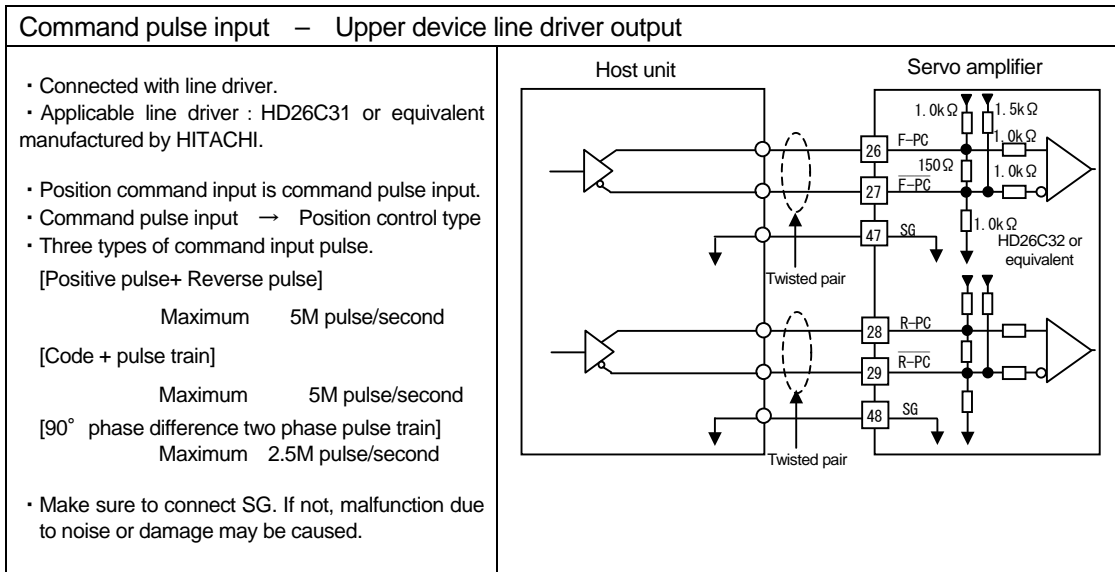 Command pulse input – Upper device line driver output
・Connected with line driver.
・Applicable line driver : HD26C31 or equivalent
manufactured by HITACHI.
・Position command input is command pulse input.
・Command pulse input → Position control type
・Three types of command input pulse.
[Positive pulse+ Reverse pulse]
Maximum 5M pulse/second
[Code + pulse train]
Maximum 5M pulse/second
[90° phase difference two phase pulse train]
Maximum 2.5M pulse/second
・Make sure to connect SG. If not, malfunction due
to noise or damage may be caused.
Host unit
Servo amplifier
1.0kΩ
1.5kΩ
26
F-PC
1.0kΩ
150Ω
1.0kΩ
27
F-PC
47
SG
1.0kΩ
HD26C32 or
equivalent
Twisted pair
28
R-PC
29
R-PC
48
SG
Twisted pair